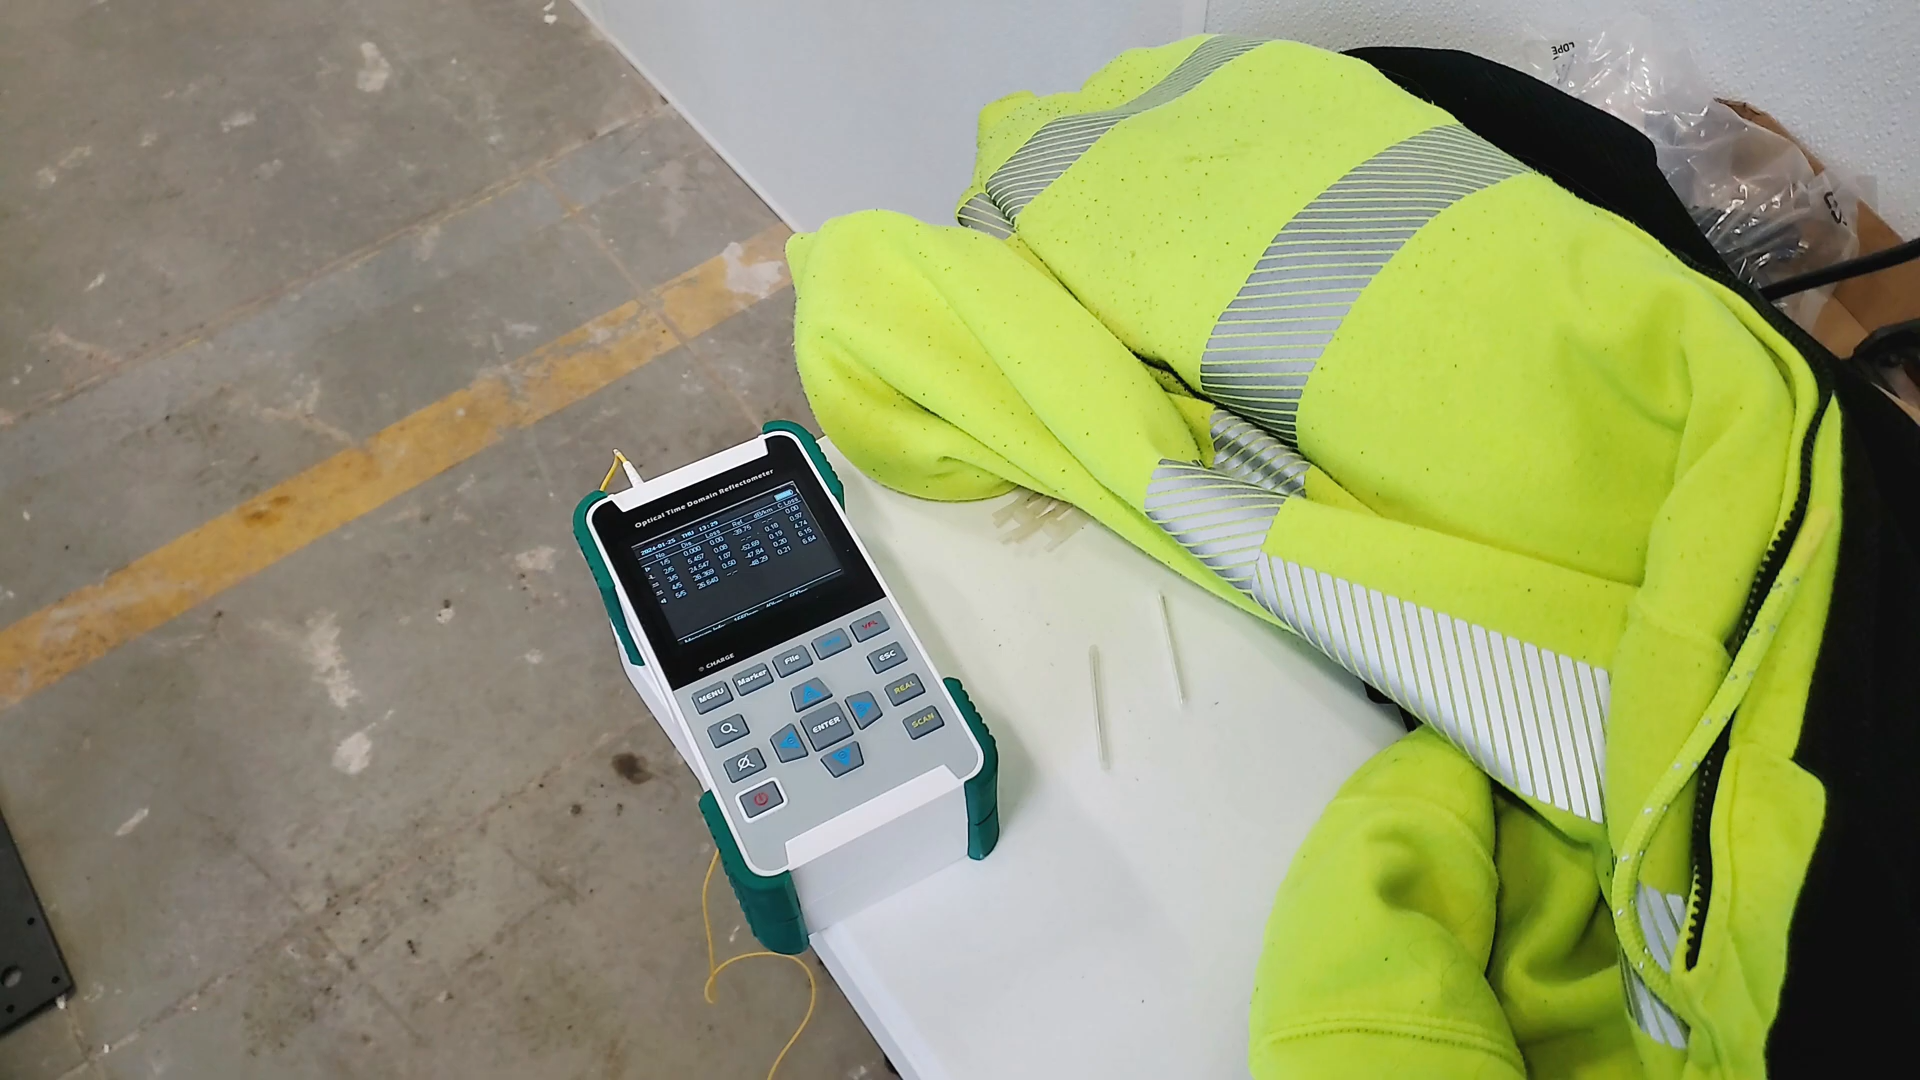 LOPE
Optical Time Domain Reflectometer
2024-01-25 THU 13:29
No Dis Loss Ref dB/km C_Loss
1/5 0.000 0.00 -39.75 -.-- 0.00
2/5 5.457 0.08 -.-- 0.18 0.97
3/5 24.547 1.07 -52.69 0.19 4.74
4/5 26.369 0.50 -47.84 0.20 6.15
5/5 26.640 -.-- -48.29 0.21 6.64
CHARGE
MENU Marker File VFL
ESC
ENTER
REAL
SCAN